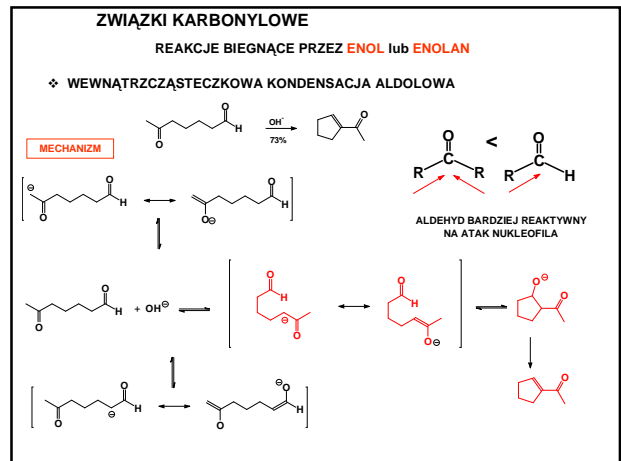 ZWIĄZKI KARBONYLOWE
REAKCJE BIEGNĄCE PRZEZ ENOL lub ENOLAN
❖ WEWNĄTRZCZĄSTECZKOWA KONDENSACJA ALDOLOWA
O
H
O
OH⁻
73%
O
MECHANIZM
O
C
R R
<
O
C
R H
⊖
O
O
H
O⊖
O
H
ALDEHYD BARDZIEJ REAKTYWNY
NA ATAK NUKLEOFILA
O
O
H
+ OH⊖
O
H
⊖
O
O
H
O
⊖
O⊖
O
O
O
O
H
⊖
O
O⊖
H
O